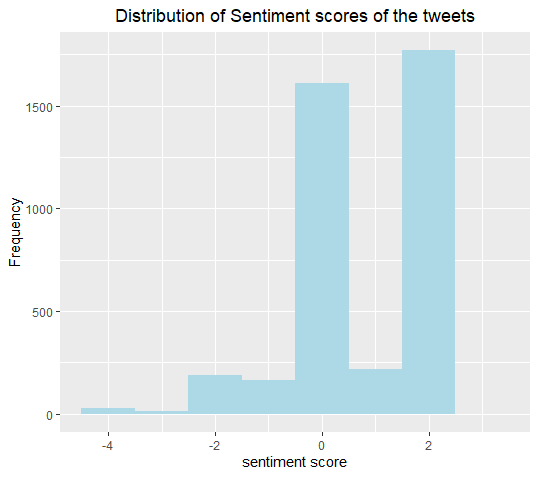 Distribution of Sentiment scores of the tweets
Frequency
1500
1000
500
0
-4
-2
0
2
sentiment score